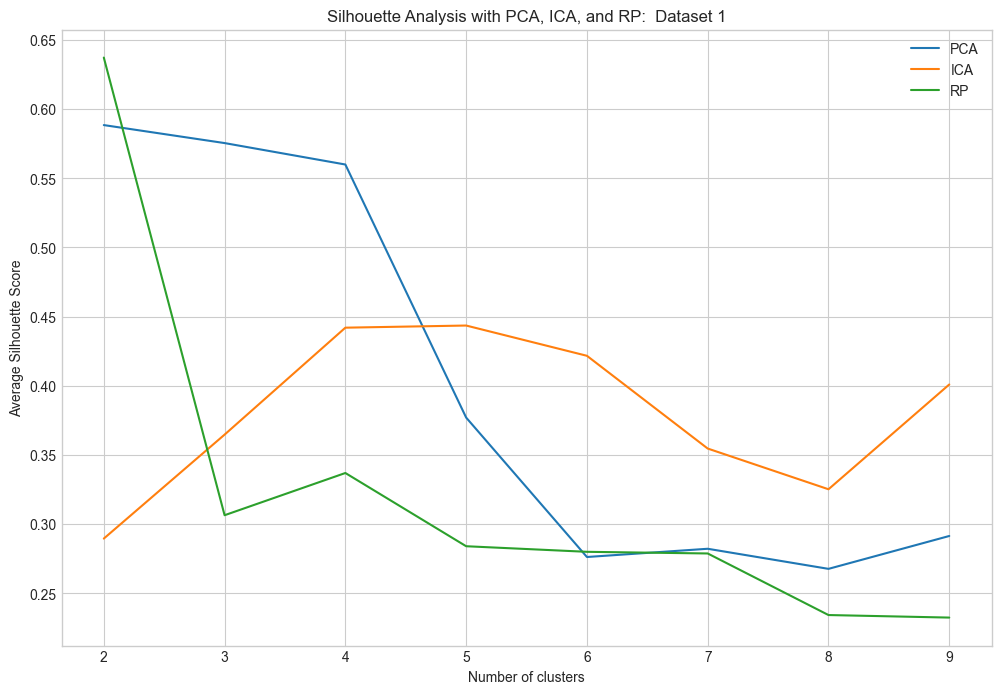 Silhouette Analysis with PCA, ICA, and RP:  Dataset 1
PCA
ICA
RP
Average Silhouette Score
0.65
0.60
0.55
0.50
0.45
0.40
0.35
0.30
0.25
2 3 4 5 6 7 8 9
Number of clusters